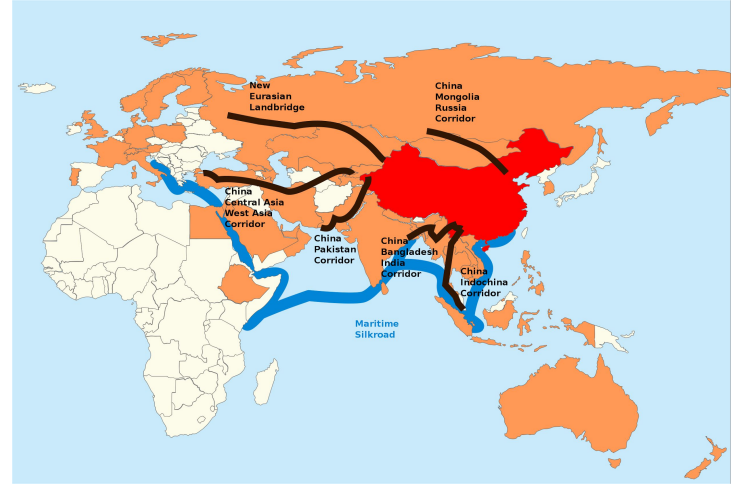 New
Eurasian
Landbridge
China
Mongolia
Russia
Corridor
China
Central Asia
West Asia
Corridor
China
Pakistan
Corridor
China
Bangladesh
India
Corridor
China
Indochina
Corridor
Maritime
Silkroad